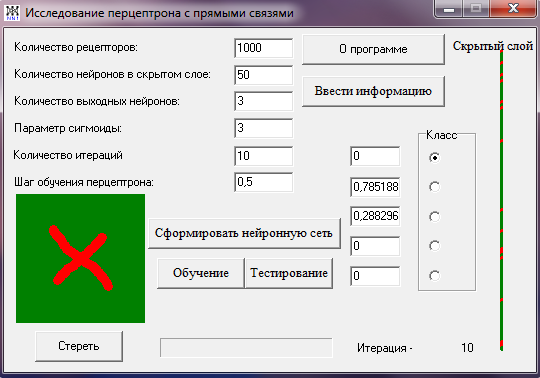 Исследование перцептрона с прямыми связями
Количество рецепторов: 1000
О программе
Скрытый слой
Количество нейронов в скрытом слое: 50
Ввести информацию
Количество выходных нейронов: 3
Параметр сигмоиды: 3
Класс
Количество итераций 10
0
Шаг обучения перцептрона: 0,5
0,785188
0,288296
Сформировать нейронную сеть
0
Обучение
Тестирование
0
Стереть
Итерация - 10